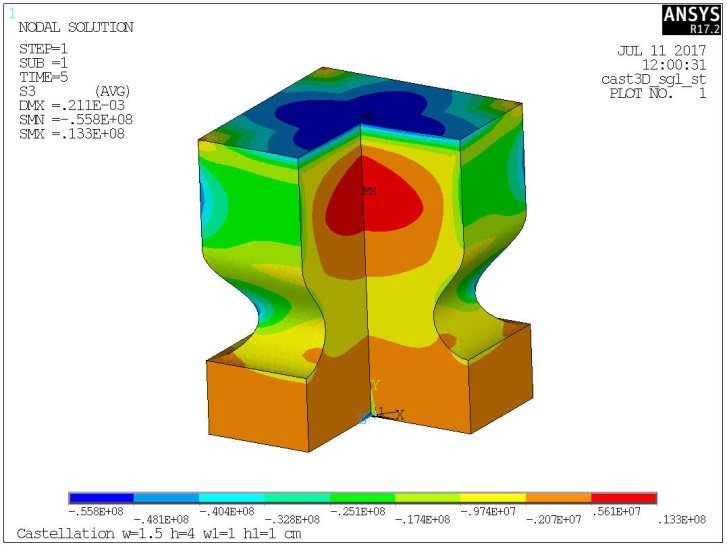 1
NODAL SOLUTION
STEP=1
SUB =1
TIME=5
S3 (AVG)
DMX =.211E-03
SMN =-.558E+08
SMX =.133E+08
ANSYS
R17.2
JUL 11 2017
12:00:31
cast3D_sgl_st
PLOT NO. 1
MX
Y
X
-.558E+08
-.481E+08
-.404E+08
-.328E+08
-.251E+08
-.174E+08
-.974E+07
-.207E+07
.561E+07
.133E+08
Castellation w=1.5 h=4 w1=1 h1=1 cm